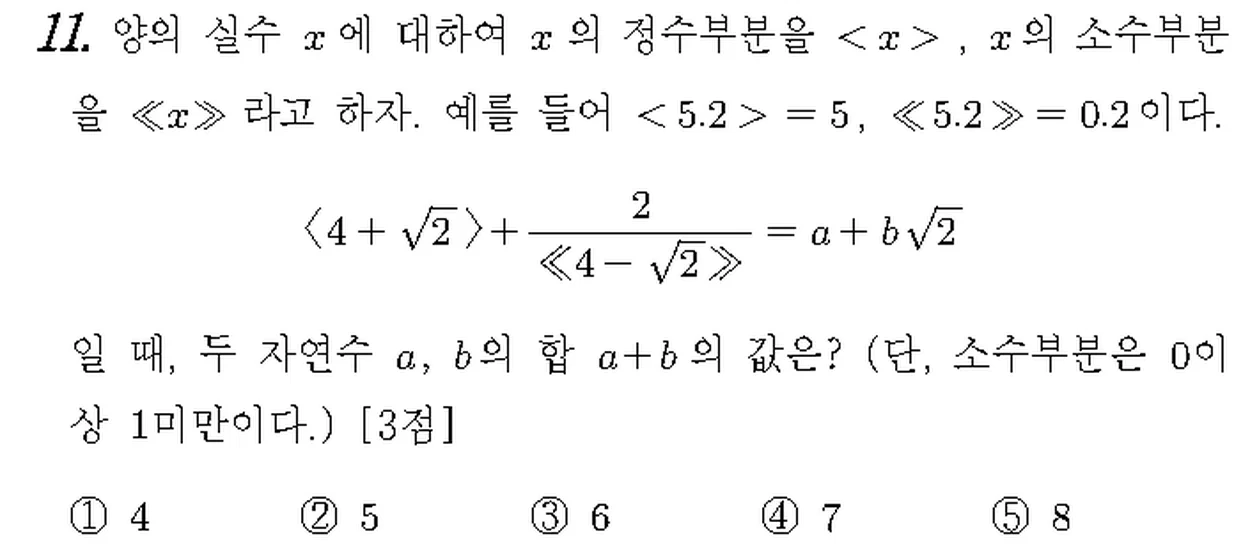 11. 양의 실수 x에 대하여 x의 정수부분을 <x>, x의 소수부분
을 ≪x≫ 라고 하자. 예를 들어 <5.2> = 5, ≪5.2≫ = 0.2이다.
〈4 + √2〉 + 2/≪4 − √2≫ = a + b√2
일 때, 두 자연수 a, b의 합 a+b의 값은? (단, 소수부분은 0이
상 1미만이다.) [3점]
① 4 ② 5 ③ 6 ④ 7 ⑤ 8